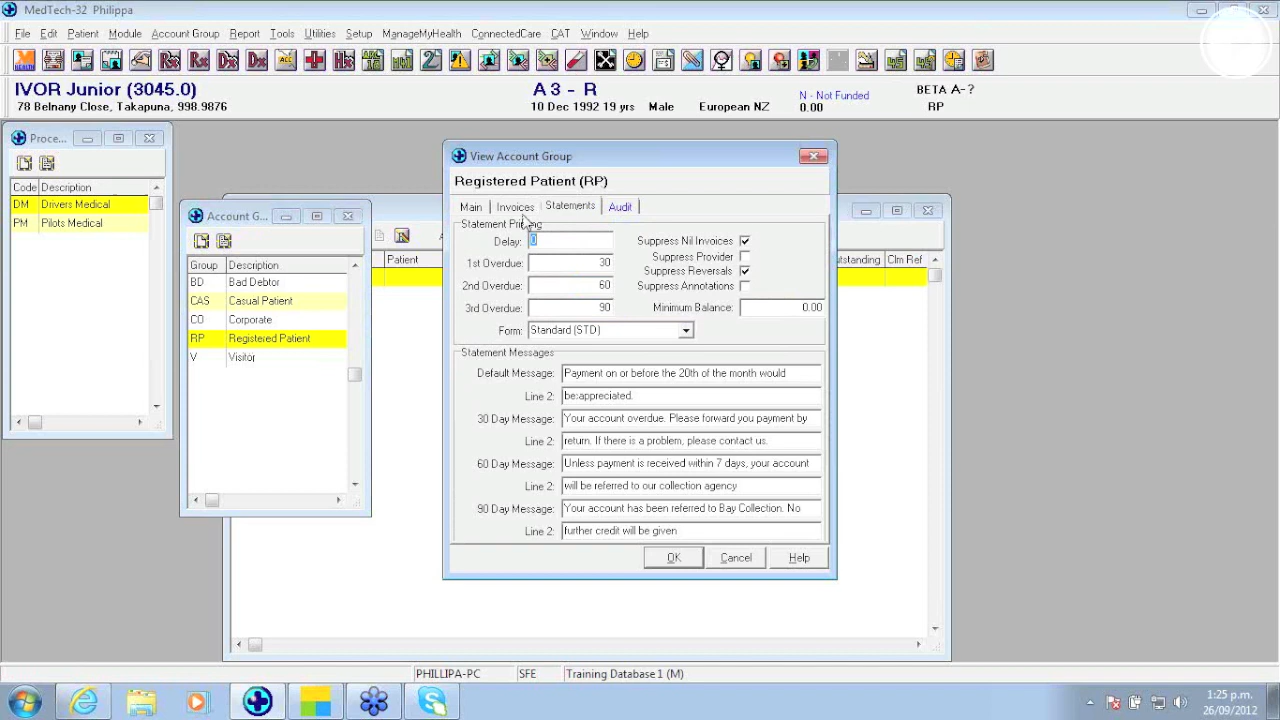 MedTech-32 Philippa
File Edit Patient Module Account Group Report Tools Utilities Setup ManageMyHealth ConnectedCare CAT Window Help
IVOR Junior (3045.0)
78 Belnany Close, Takapuna, 998.9876
A 3 - R
10 Dec 1992 19 yrs Male European NZ
N - Not Funded
0.00
BETA A-?
RP
Proce...
Code Description
DM Drivers Medical
PM Pilots Medical
Account G...
Group Description
BD Bad Debtor
CAS Casual Patient
CO Corporate
RP Registered Patient
V Visitor
Patient
tstanding Clm Ref
View Account Group
Registered Patient (RP)
Main Invoices Statements Audit
Statement Pri
Delay: 0
1st Overdue: 30
2nd Overdue: 60
3rd Overdue: 90
Form: Standard (STD)
Suppress Nil Invoices
Suppress Provider
Suppress Reversals
Suppress Annotations
Minimum Balance: 0.00
Statement Messages
Default Message: Payment on or before the 20th of the month would
Line 2: be:appreciated.
30 Day Message: Your account overdue. Please forward you payment by
Line 2: return. If there is a problem, please contact us.
60 Day Message: Unless payment is received within 7 days, your account
Line 2: will be referred to our collection agency
90 Day Message: Your account has been referred to Bay Collection. No
Line 2: further credit will be given
OK Cancel Help
PHILLIPA-PC SFE Training Database1 (M)
1:25 p.m.
26/09/2012